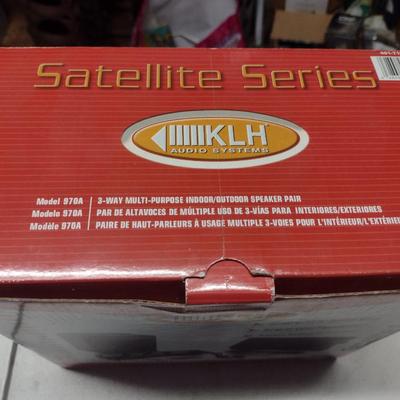 Satellite Series
KLH
AUDIO SYSTEMS
Model 970A | 3-WAY MULTI-PURPOSE INDOOR/OUTDOOR SPEAKER PAIR
Modelo 970A | PAR DE ALTAVOCES DE MÚLTIPLE USO DE 3-VÍAS PARA INTERIORES/EXTERIORES
Modèle 970A | PAIRE DE HAUT-PARLEURS À USAGE MULTIPLE 3-VOIES POUR L'INTÉRIEUR/L'EXTÉRIE